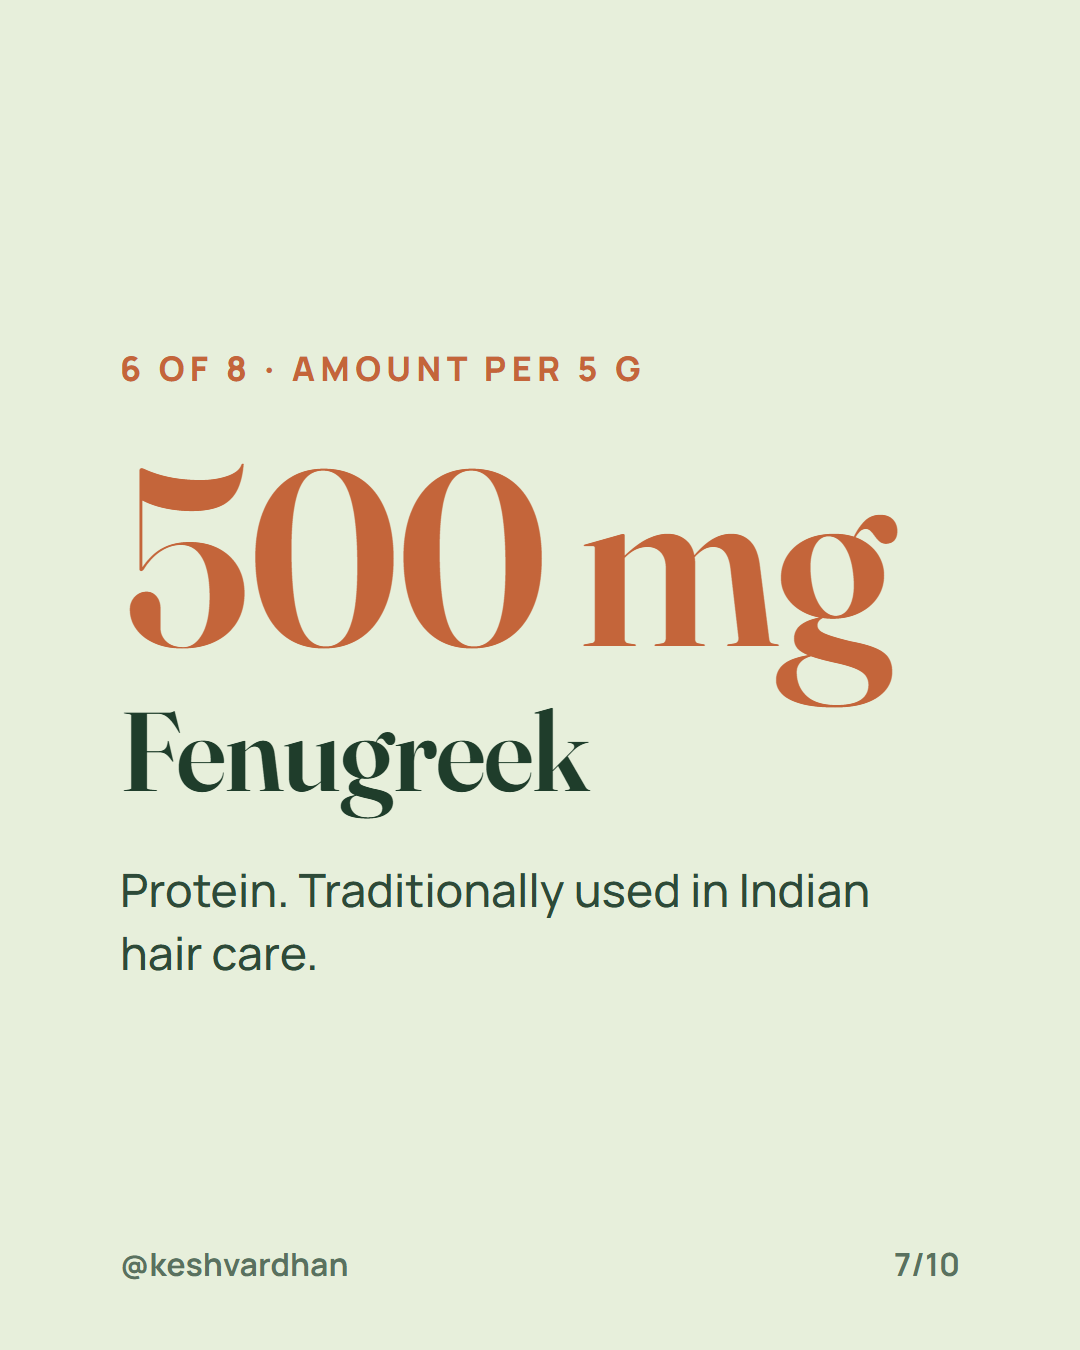 6 OF 8 · AMOUNT PER 5 G
500 mg
Fenugreek
Protein. Traditionally used in Indian
hair care.
@keshvardhan
7/10